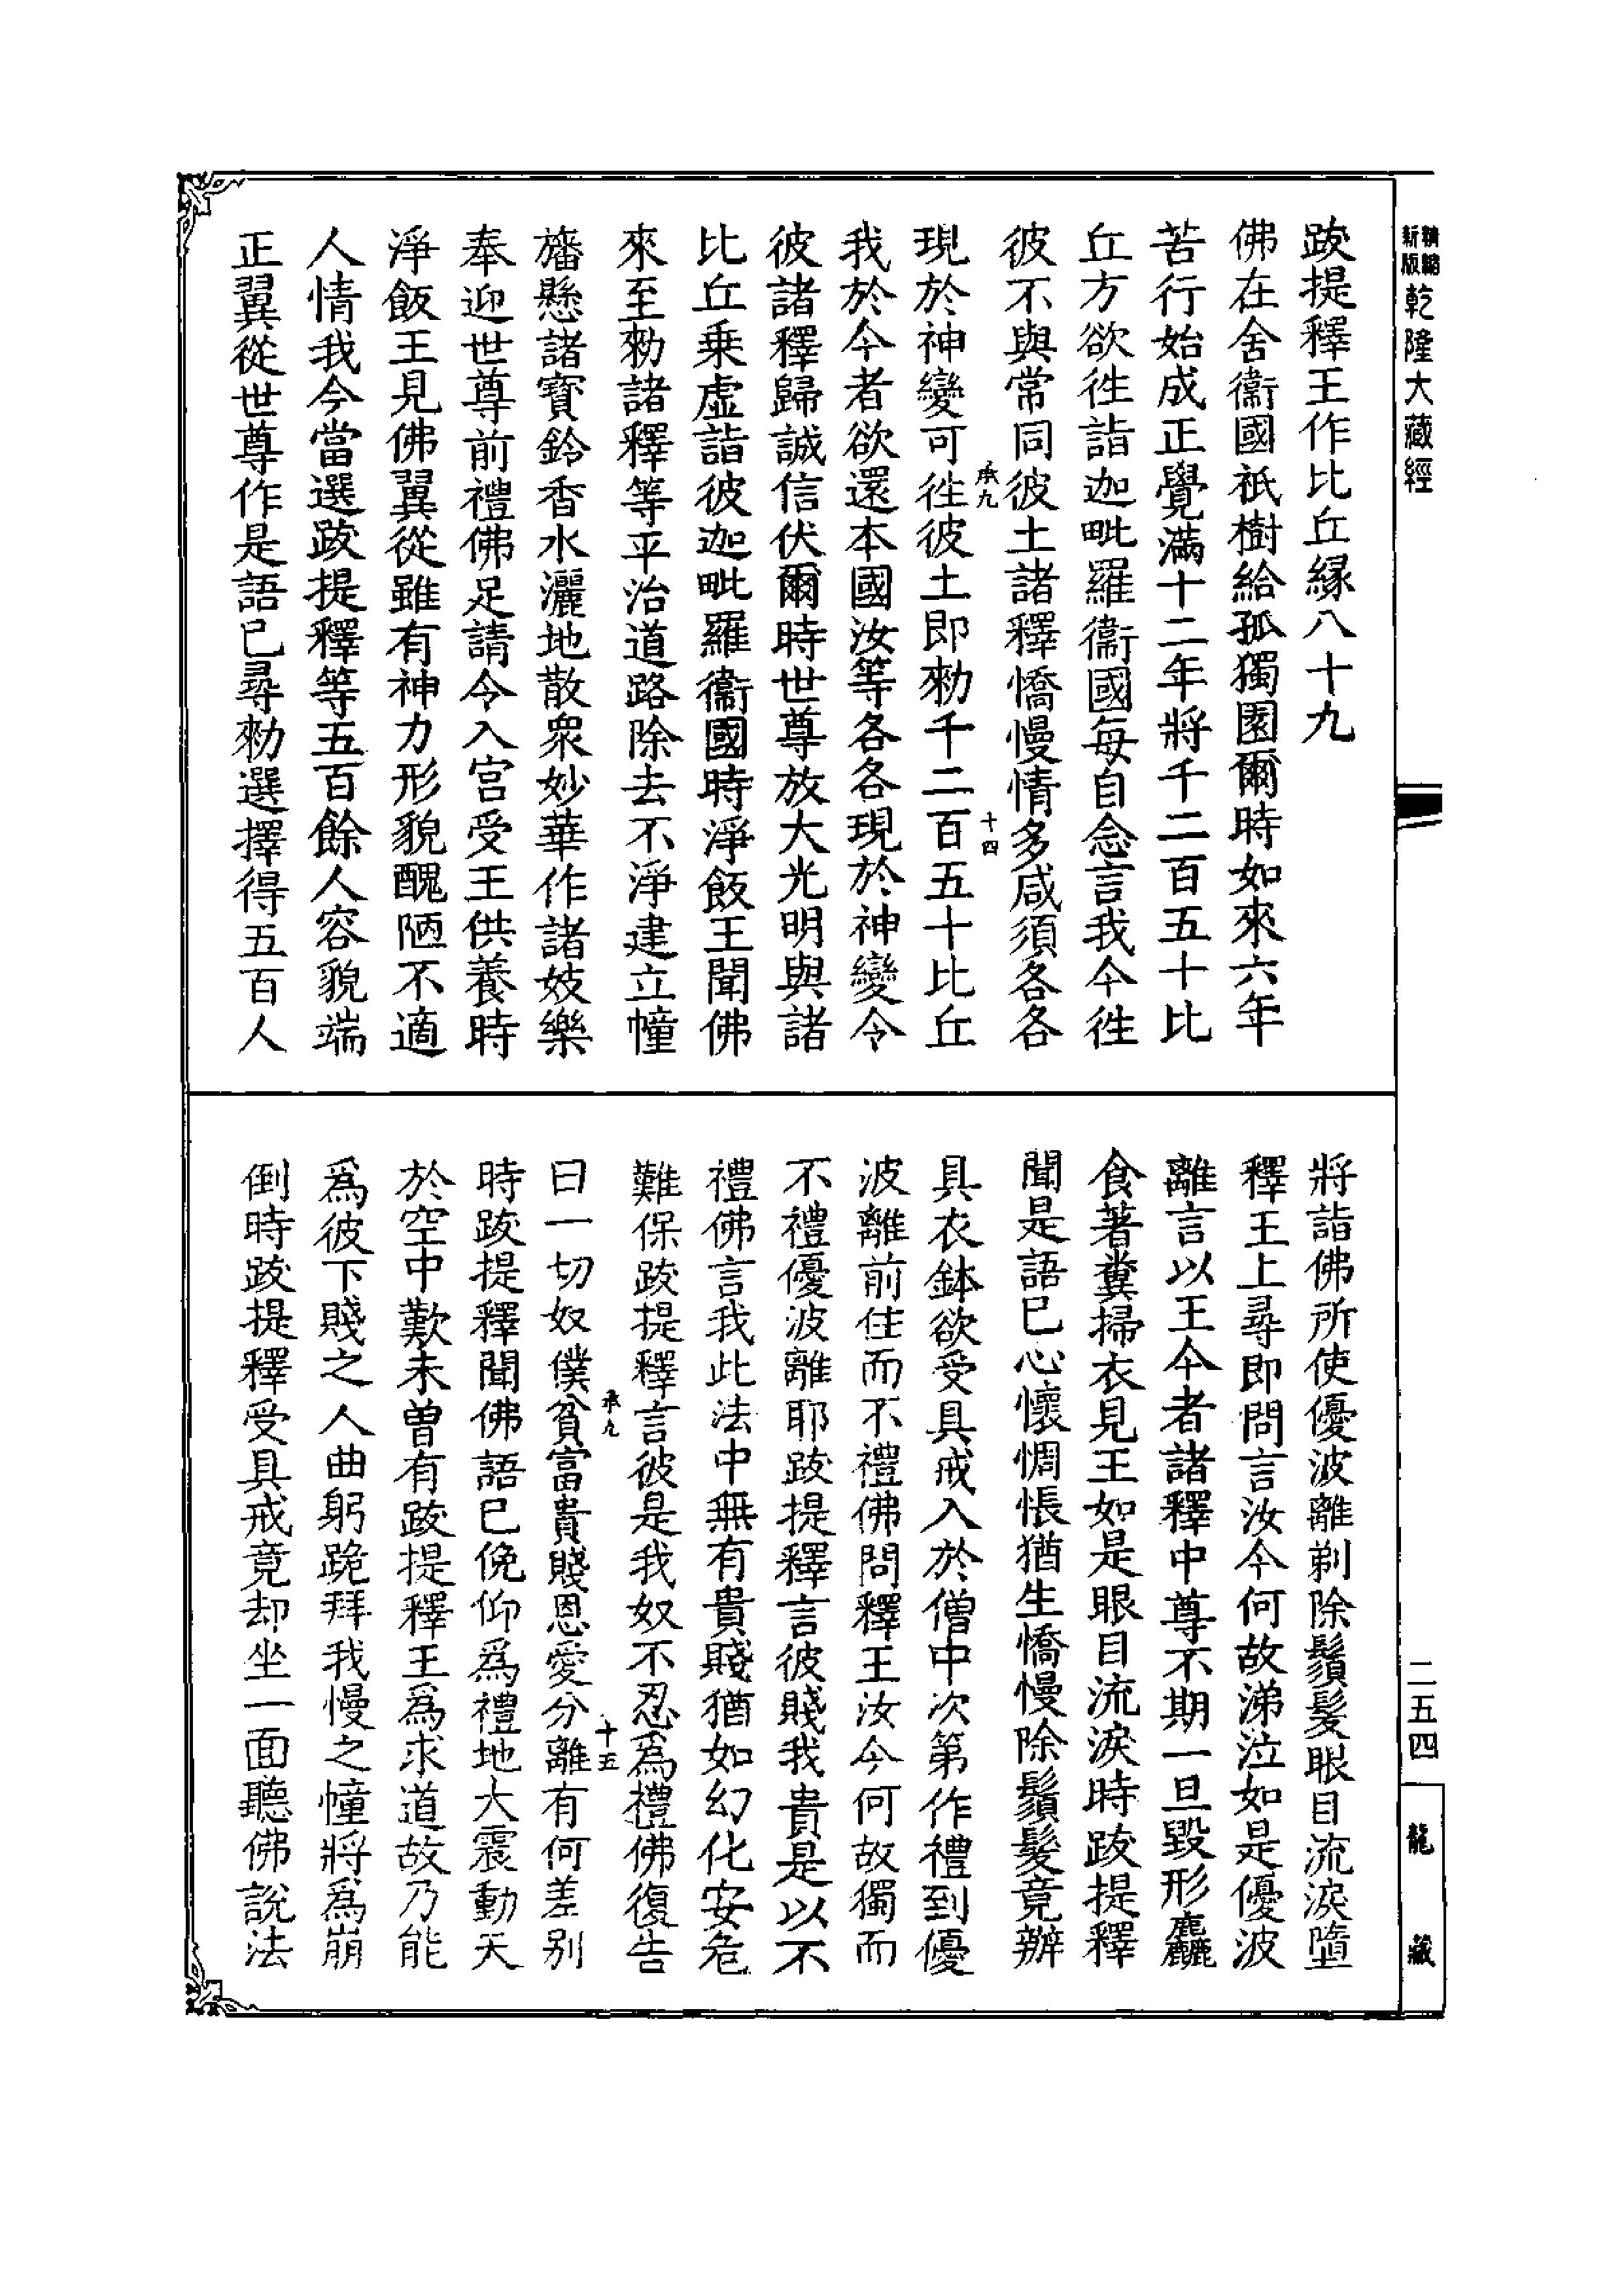 新版 精縮 乾隆大藏經
跋提釋王作比丘緣八十九
佛在舍衞國祇樹給孤獨園爾時如來六年
苦行始成正覺滿十二年將千二百五十比
丘方欲徃詣迦毗羅衞國每自念言我今徃
彼不與常同彼土諸釋憍慢情多咸須各各
承九 十四
現於神變可徃彼土即勑千二百五十比丘
我於今者欲還本國汝等各各現於神變令
彼諸釋歸誠信伏爾時世尊放大光明與諸
比丘乗虛詣彼迦毗羅衞國時淨飯王聞佛
來至勑諸釋等平治道路除去不淨建立幢
旛懸諸寳鈴香水灑地散衆妙華作諸妓樂
奉迎世尊前禮佛足請令入宫受王供養時
淨飯王見佛翼從雖有神力形貌醜陋不適
人情我今當選跋提釋等五百餘人容貌端
正翼從世尊作是語已尋勑選擇得五百人
將詣佛所使優波離剃除鬚髮眼目流淚墮
釋王上尋即問言汝今何故涕泣如是優波
離言以王今者諸釋中尊不期一旦毀形麤
食著糞掃衣見王如是眼目流淚時跋提釋
聞是語已心懷惆悵猶生憍慢除鬚髮竟辦
具衣鉢欲受具戒入於僧中次第作禮到優
波離前住而不禮佛問釋王汝今何故獨而
不禮優波離耶跋提釋言彼賤我貴是以不
禮佛言我此法中無有貴賤猶如幻化安危
難保跋提釋言彼是我奴不忍爲禮佛復告
承九 十五
曰一切奴僕貧富貴賤恩愛分離有何差别
時跋提釋聞佛語已俛仰爲禮地大震動天
於空中歎未曾有跋提釋王爲求道故乃能
爲彼下賤之人曲躬跪拜我慢之幢將爲崩
倒時跋提釋受具戒竟却坐一面聽佛說法
二五四
龍藏